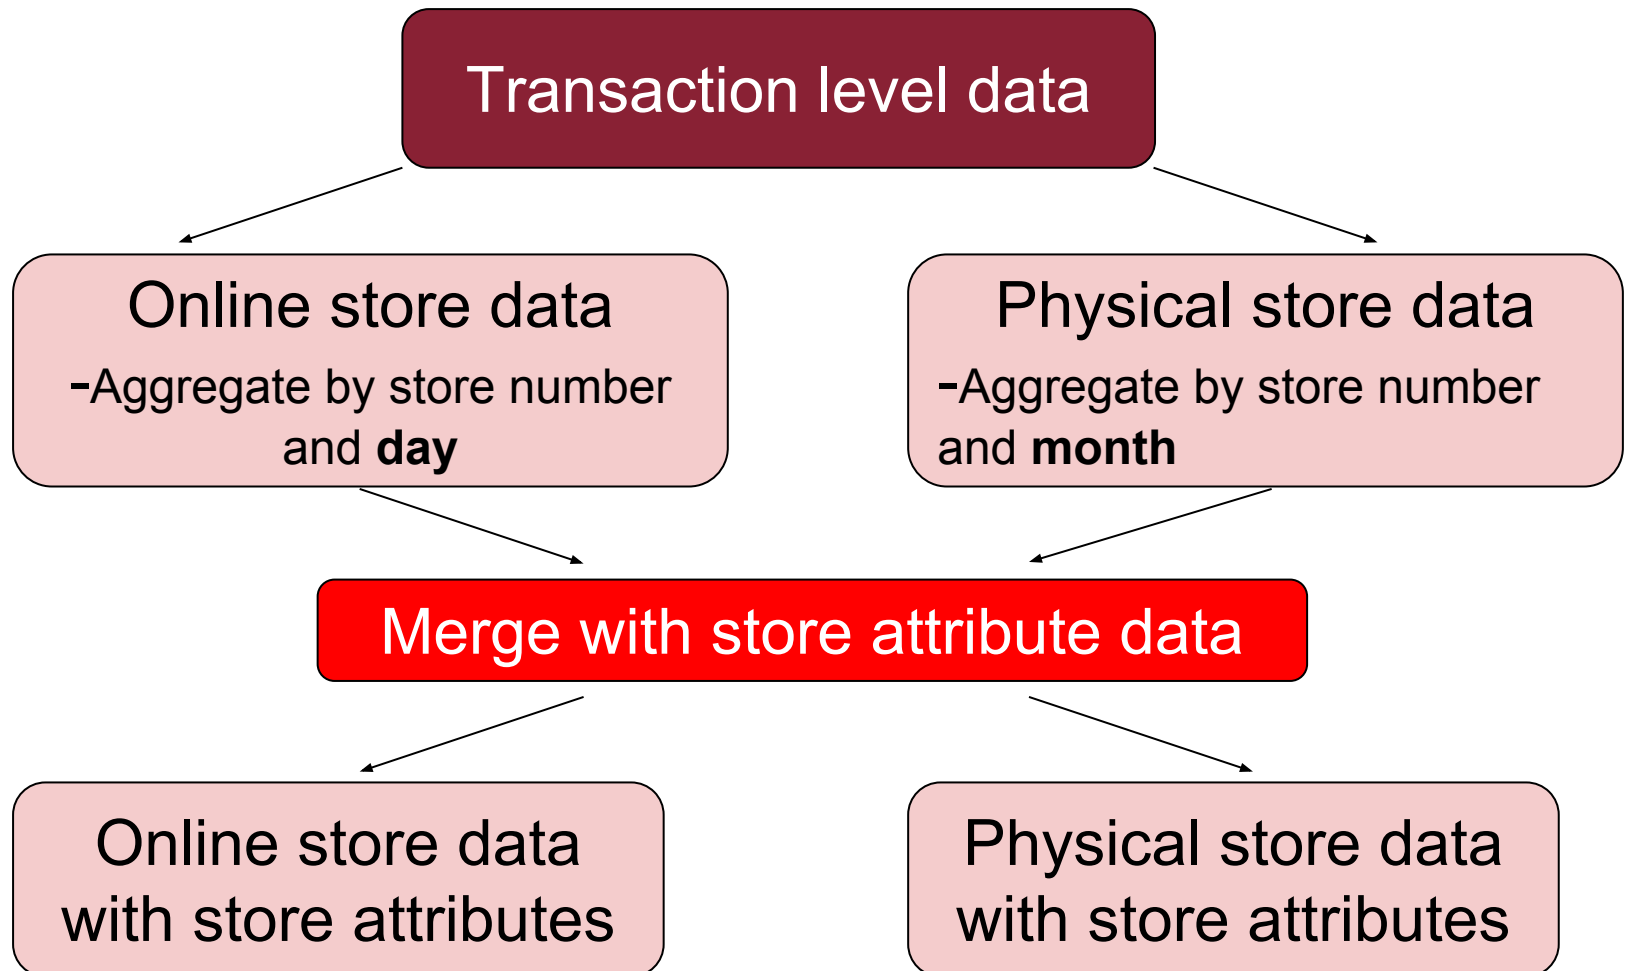 Transaction level data
Online store data
-Aggregate by store number
and day
Physical store data
-Aggregate by store number
and month
Merge with store attribute data
Online store data
with store attributes
Physical store data
with store attributes